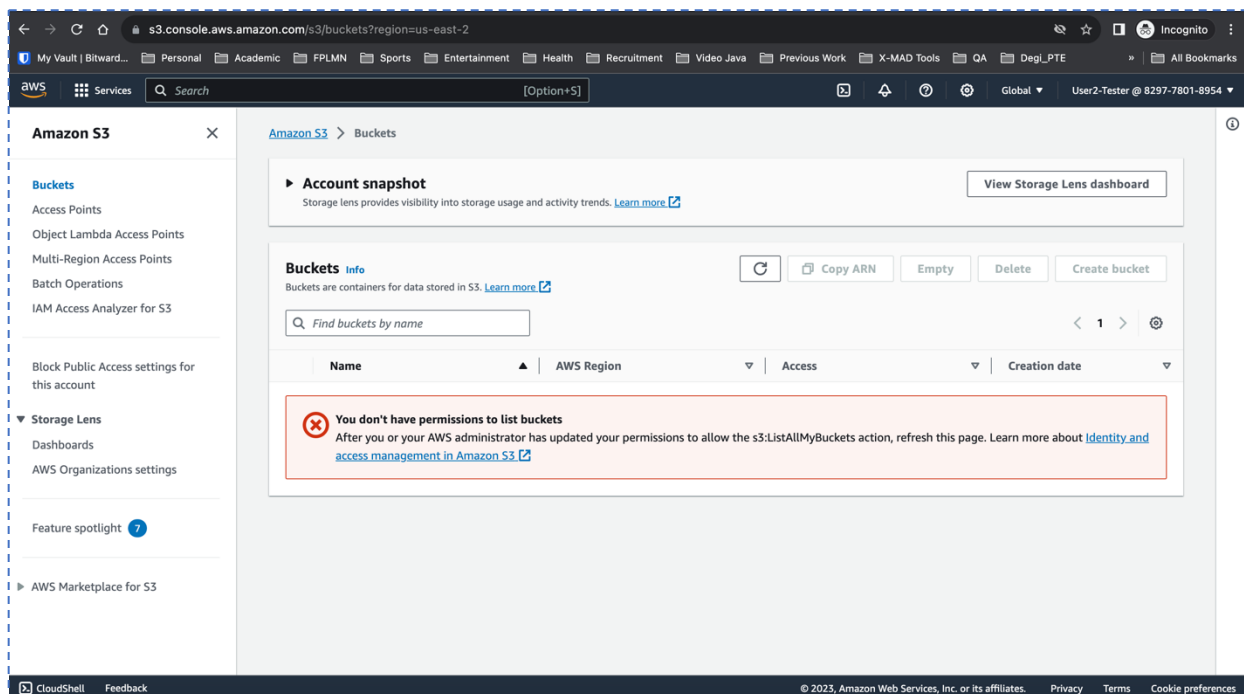 s3.console.aws.amazon.com/s3/buckets?region=us-east-2
Incognito
My Vault | Bitward... Personal Academic FPLMN Sports Entertainment Health Recruitment Video Java Previous Work X-MAD Tools QA Degi_PTE » All Bookmarks
aws Services Search [Option+S] Global User2-Tester @ 8297-7801-8954
Amazon S3
Buckets
Access Points
Object Lambda Access Points
Multi-Region Access Points
Batch Operations
IAM Access Analyzer for S3
Block Public Access settings for
this account
Storage Lens
Dashboards
AWS Organizations settings
Feature spotlight 7
AWS Marketplace for S3
Amazon S3 > Buckets
Account snapshot
View Storage Lens dashboard
Storage lens provides visibility into storage usage and activity trends. Learn more
Buckets Info
Copy ARN Empty Delete Create bucket
Buckets are containers for data stored in S3. Learn more
Find buckets by name
< 1 >
Name AWS Region Access Creation date
You don't have permissions to list buckets
After you or your AWS administrator has updated your permissions to allow the s3:ListAllMyBuckets action, refresh this page. Learn more about Identity and
access management in Amazon S3
CloudShell Feedback © 2023, Amazon Web Services, Inc. or its affiliates. Privacy Terms Cookie preferences